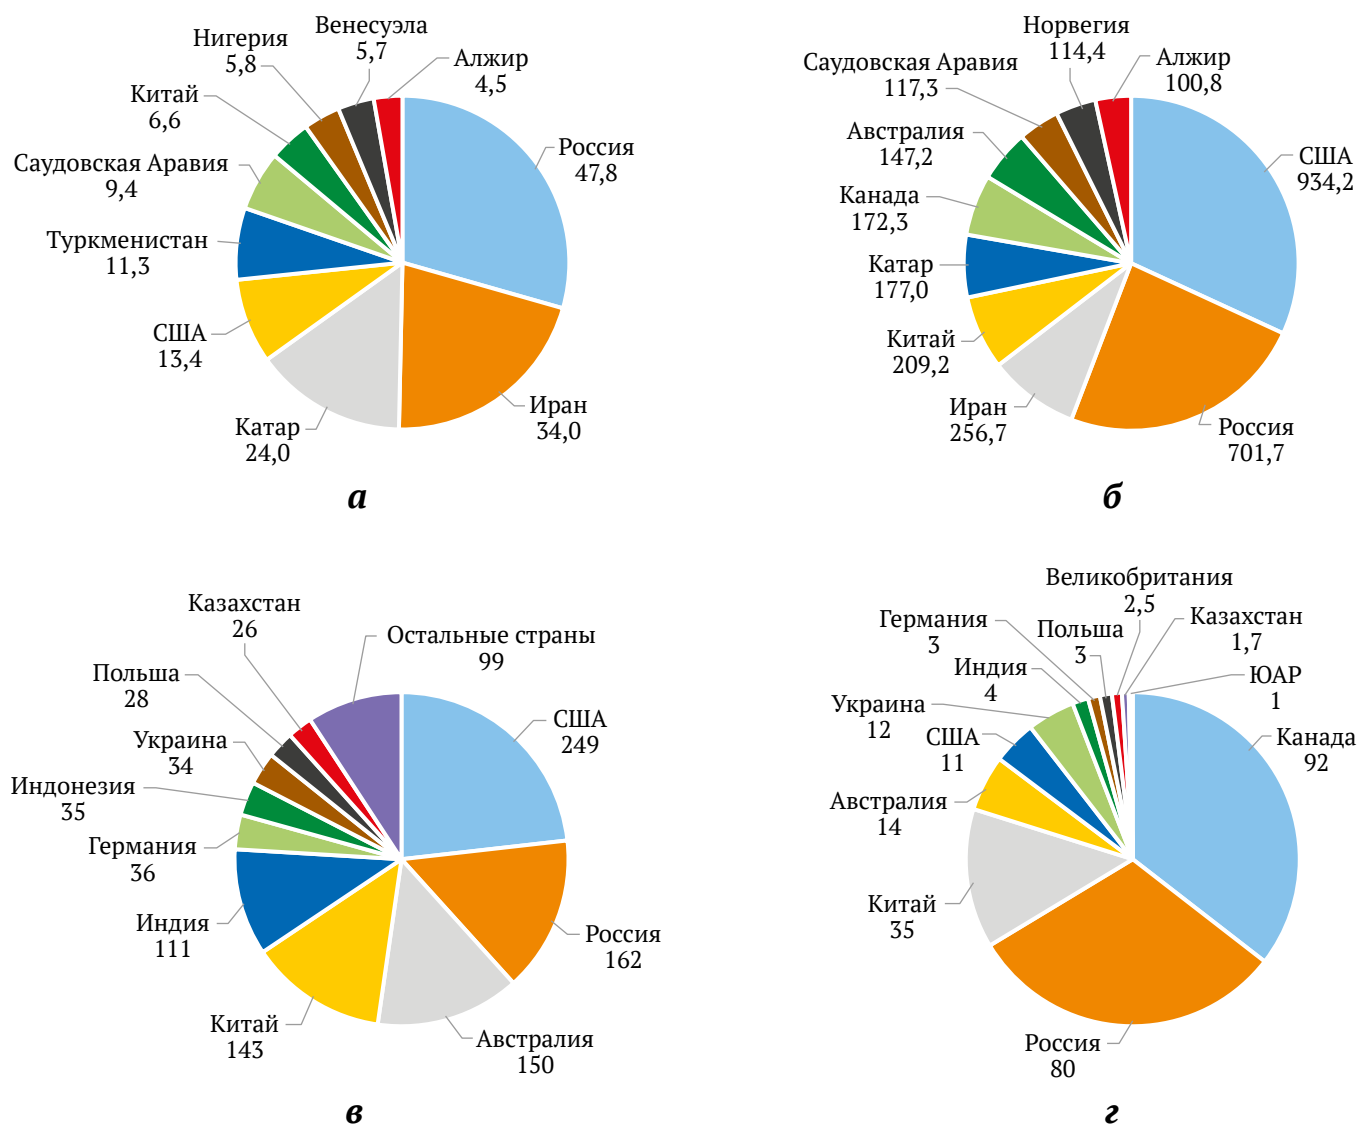 Венесуэла
5,7
Нигерия
5,8
Алжир
4,5
Китай
6,6
Россия
47,8
Саудовская Аравия
9,4
Туркменистан
11,3
США
13,4
Иран
34,0
Катар
24,0
а
Норвегия
114,4
Саудовская Аравия
117,3
Алжир
100,8
Австралия
147,2
США
934,2
Канада
172,3
Катар
177,0
Китай
209,2
Иран
256,7
Россия
701,7
б
Казахстан
26
Остальные страны
99
Польша
28
США
249
Украина
34
Индонезия
35
Германия
36
Индия
111
Россия
162
Китай
143
Австралия
150
в
Великобритания
2,5
Германия
3
Польша
3
Казахстан
1,7
Индия
4
ЮАР
1
Украина
12
США
11
Канада
92
Австралия
14
Китай
35
Россия
80
г